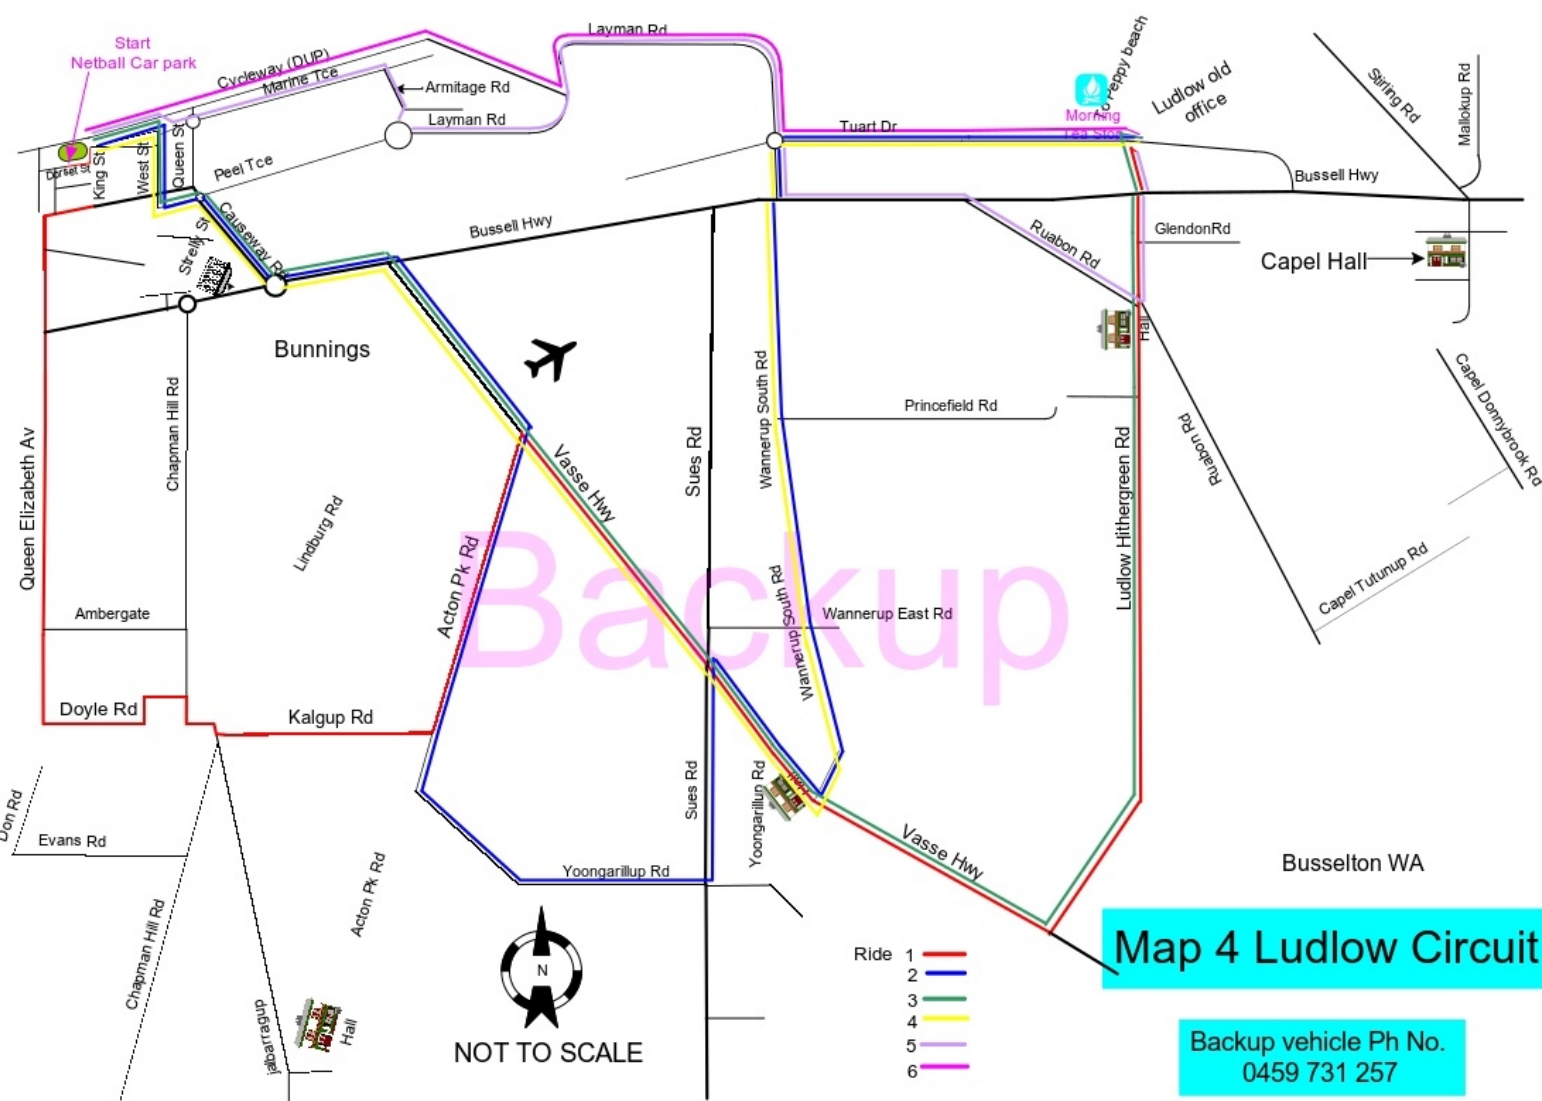 Start
Netball Car park
Cycleway (DUP)
Marine Tce
Armitage Rd
Layman Rd
Layman Rd
To Peppy beach
Ludlow old
office
Stirling Rd
Mallokup Rd
Morning
Tea Stop
Tuart Dr
Dorset St
King St
West St
Queen St
Peel Tce
Bussell Hwy
Bussell Hwy
Causeway Rd
Strelly St
Ruabon Rd
GlendonRd
Capel Hall
Hall
Bunnings
Queen Elizabeth Av
Chapman Hill Rd
Lindburg Rd
Acton Pk Rd
Vasse Hwy
Sues Rd
Wannerup South Rd
Princefield Rd
Ludlow Hithergreen Rd
Ruabon Rd
Capel Donnybrook Rd
Capel Tutunup Rd
Backup
Ambergate
Wannerup South Rd
Wannerup East Rd
Wannerup South Rd
Doyle Rd
Kalgup Rd
Sues Rd
Yoongarillup Rd
Hall
Don Rd
Evans Rd
Acton Pk Rd
Yoongarillup Rd
Vasse Hwy
Busselton WA
Chapman Hill Rd
jalbarragup
Hall
N
NOT TO SCALE
Ride 1
2
3
4
5
6
Map 4 Ludlow Circuit
Backup vehicle Ph No.
0459 731 257